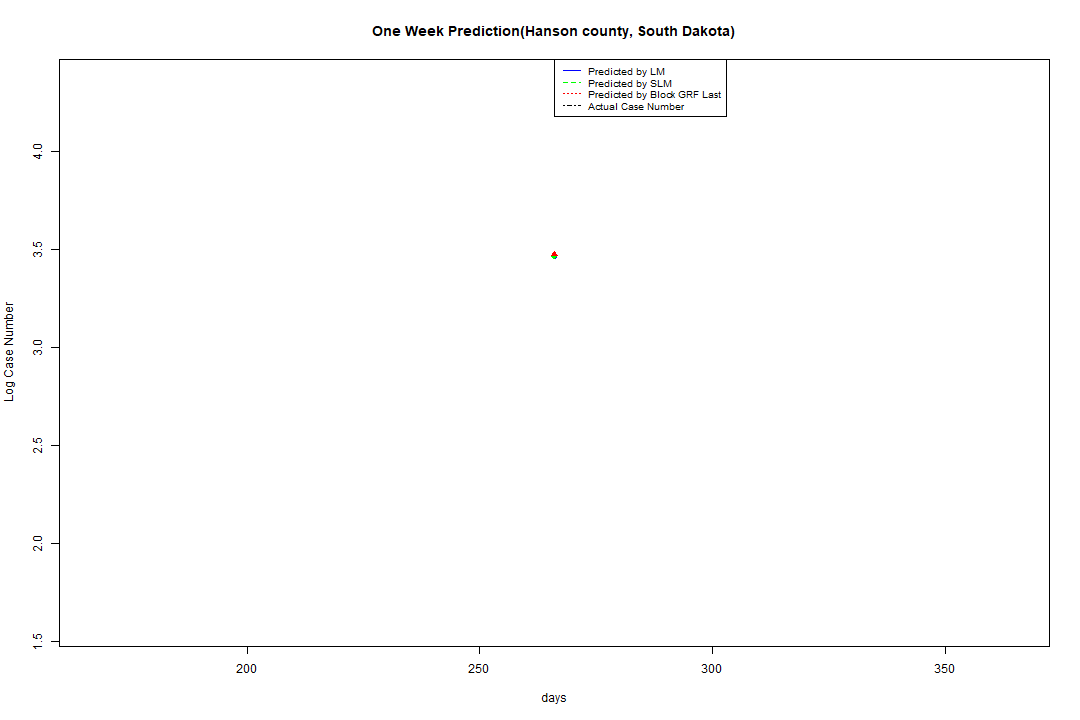 One Week Prediction(Hanson county, South Dakota)
Predicted by LM
Predicted by SLM
Predicted by Block GRF Last
Actual Case Number
Log Case Number
4.0
3.5
3.0
2.5
2.0
1.5
200
250
300
350
days